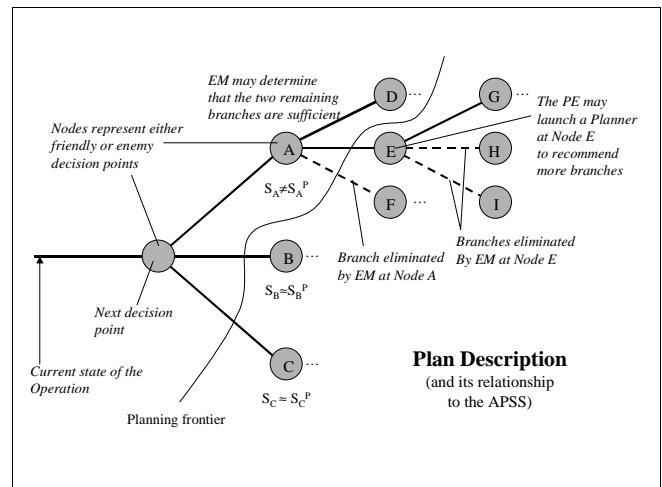 EM may determine
that the two remaining
branches are sufficient
D ...
G ...
The PE may
launch a Planner
at Node E
to recommend
more branches
Nodes represent either
friendly or enemy
decision points
A
E
H
S_A≠S_A^P
F ...
I
Branch eliminated
by EM at Node A
Branches eliminated
By EM at Node E
B ...
S_B≈S_B^P
Next decision
point
Current state of the
Operation
C ...
S_C ≈ S_C^P
Planning frontier
Plan Description
(and its relationship
to the APSS)